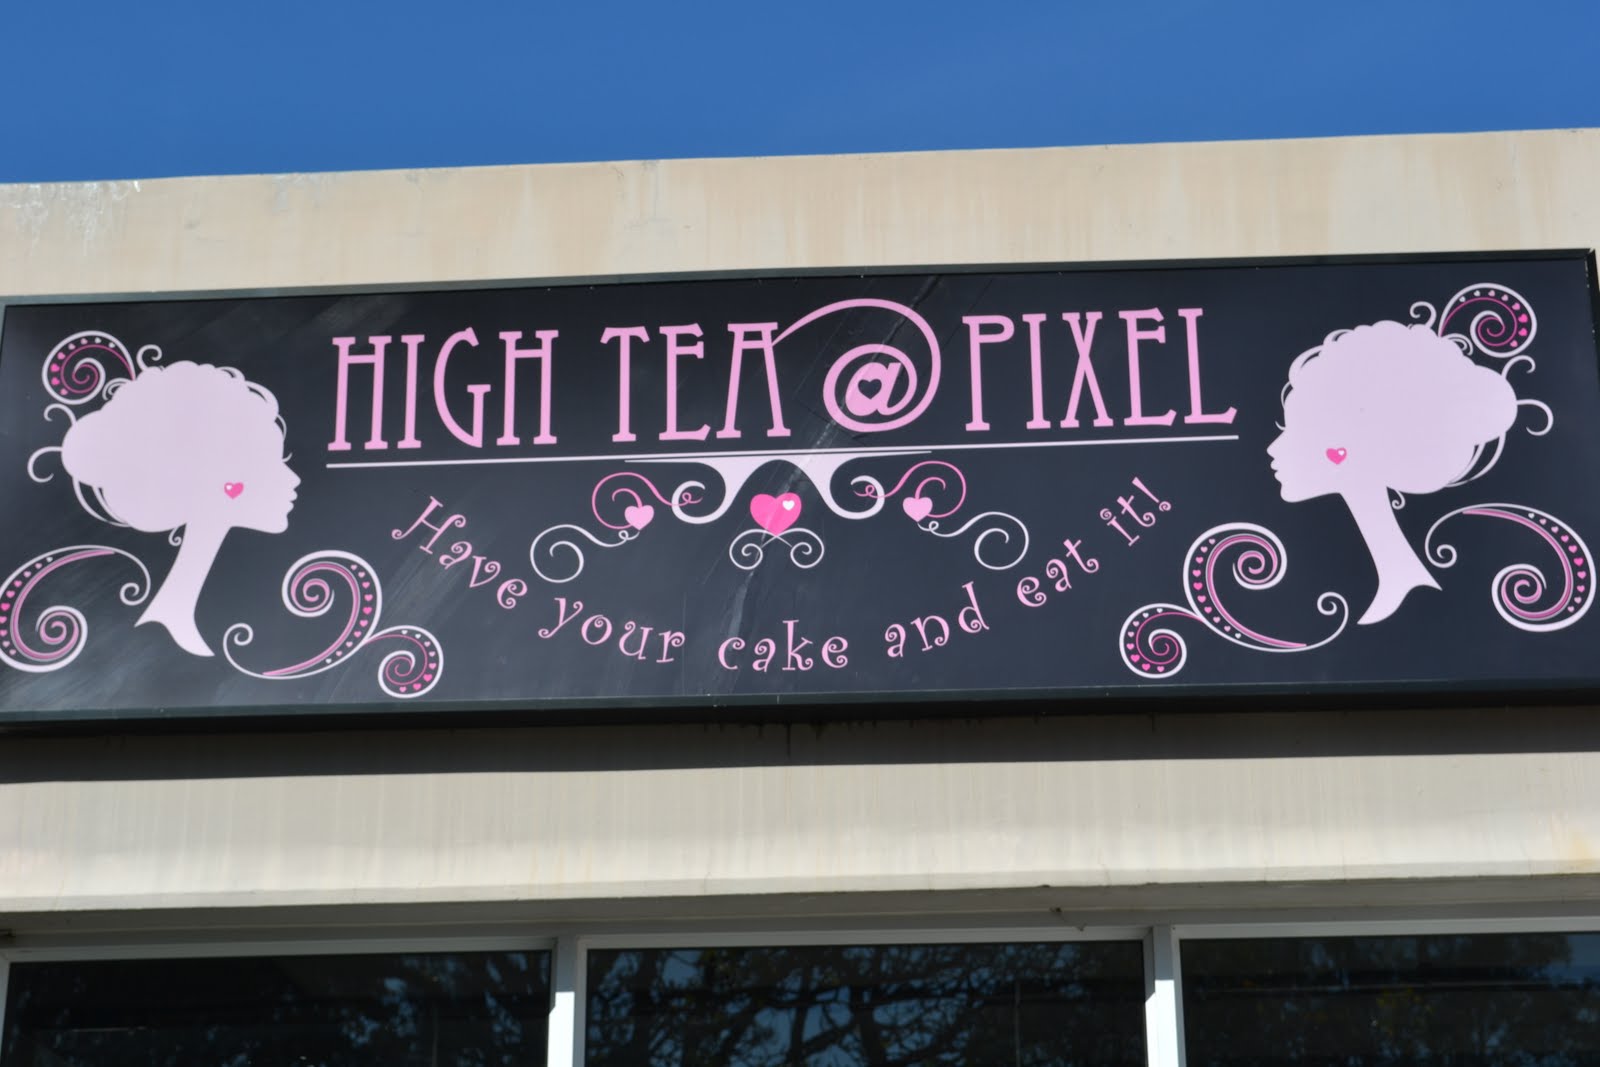 HIGH TEA @ PIXEL
Have your cake and eat it!